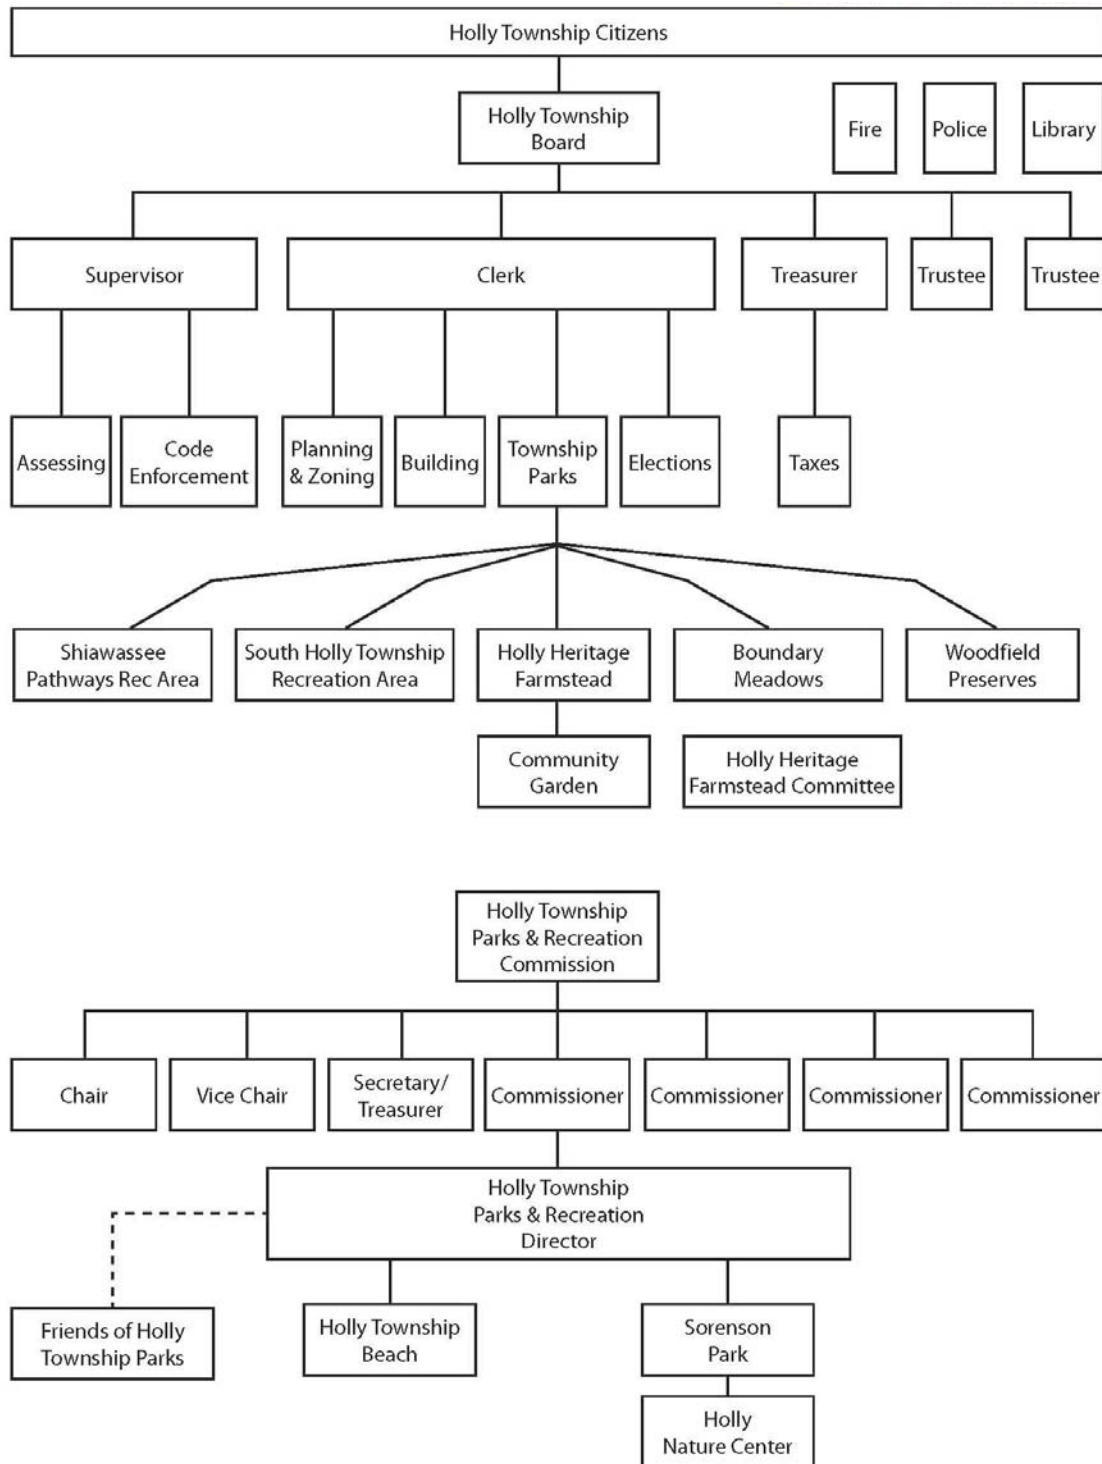 Holly Township Citizens
Holly Township
Board
Fire
Police
Library
Supervisor
Clerk
Treasurer
Trustee
Trustee
Assessing
Code
Enforcement
Planning
& Zoning
Building
Township
Parks
Elections
Taxes
Shiawassee
Pathways Rec Area
South Holly Township
Recreation Area
Holly Heritage
Farmstead
Boundary
Meadows
Woodfield
Preserves
Community
Garden
Holly Heritage
Farmstead Committee
Holly Township
Parks & Recreation
Commission
Chair
Vice Chair
Secretary/
Treasurer
Commissioner
Commissioner
Commissioner
Commissioner
Holly Township
Parks & Recreation
Director
Friends of Holly
Township Parks
Holly Township
Beach
Sorenson
Park
Holly
Nature Center